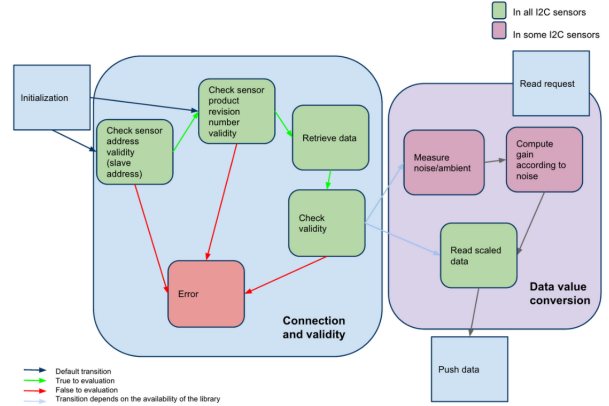 In all I2C sensors
In some I2C sensors
Initialization
Read request
Check sensor
product
revision
number
validity
Check sensor
address
validity
(slave
address)
Retrieve data
Measure
noise/ambient
Compute
gain
according to
noise
Check
validity
Read scaled
data
Error
Connection
and validity
Data value
conversion
Push data
Default transition
True to evaluation
False to evaluation
Transition depends on the availability of the library